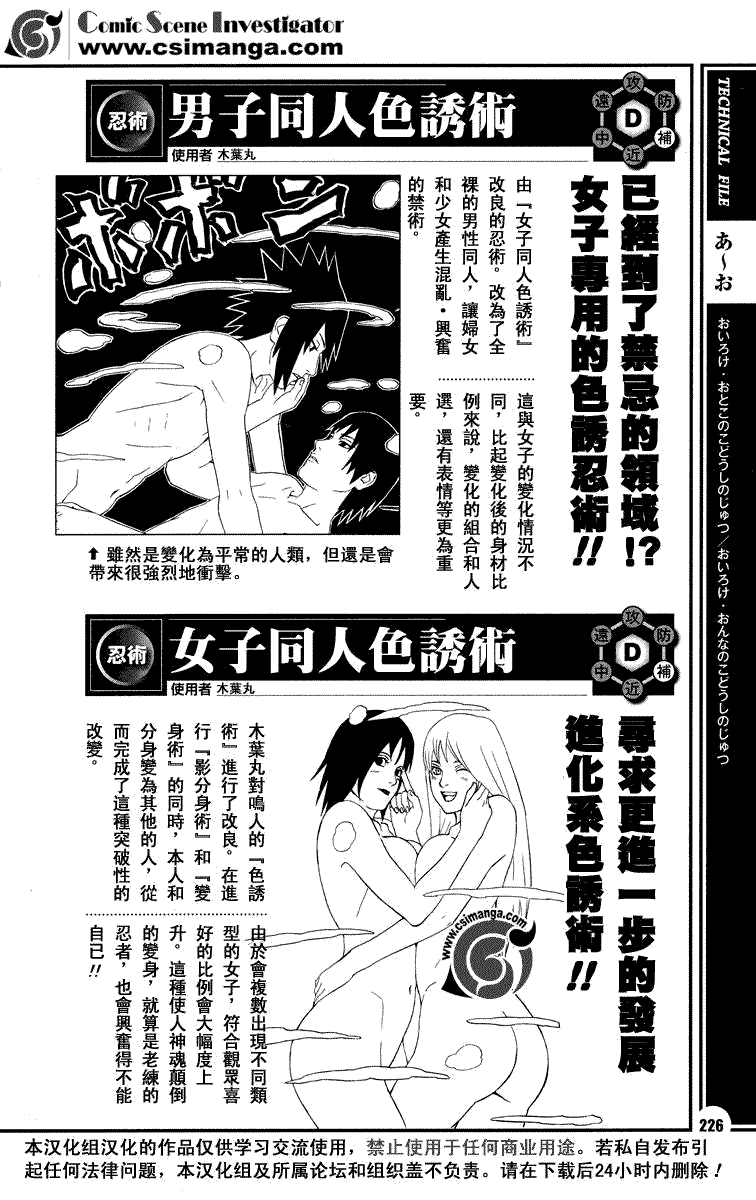 Comic Scene Investigator
www.csimanga.com
TECHNICAL FILE
あ〜お
おいろけ・おとこのこどうしのじゅつ／おいろけ・おんなのこどうしのじゅつ
忍術
男子同人色誘術
使用者 木葉丸
攻
防
補
近
中
遠
D
已經到了禁忌的領域!?
女子專用的色誘忍術!!
由『女子同人色誘術』
改良的忍術。改為了全
裸的男性同人，讓婦女
和少女產生混亂・興奮
的禁術。
這與女子的變化情況不
同，比起變化後的身材比
例來說，變化的組合和人
選，還有表情等更為重
要。
ボボボン
⬆雖然是變化為平常的人類，但還是會
帶來很強烈地衝擊。
忍術
女子同人色誘術
使用者 木葉丸
攻
防
補
近
中
遠
D
尋求更進一步的發展
進化系色誘術!!
木葉丸對鳴人的『色誘
術』進行了改良。在進
行『影分身術』和『變
身術』的同時，本人和
分身變為其他的人，從
而完成了這種突破性的
改變。
由於會複數出現不同類
型的女子，符合觀眾喜
好的比例會大幅度上
升。這種使人神魂顛倒
的變身，就算是老練的
忍者，也會興奮得不能
自己!!
www.csimanga.com
226
本汉化组汉化的作品仅供学习交流使用，禁止使用于任何商业用途。若私自发布引
起任何法律问题，本汉化组及所属论坛和组织盖不负责。请在下载后24小时内删除！